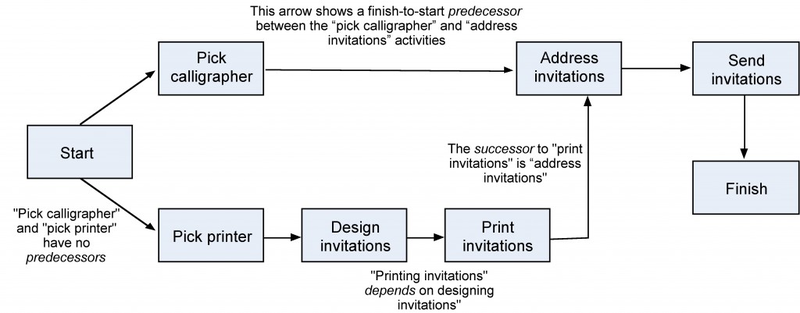 This arrow shows a finish-to-start predecessor
between the “pick calligrapher” and “address
invitations” activities
Pick
calligrapher
Address
invitations
Send
invitations
Start
The successor to "print
invitations" is “address
invitations"
Finish
"Pick calligrapher"
and "pick printer"
have no
predecessors
Pick printer
Design
invitations
Print
invitations
"Printing invitations"
depends on designing
invitations"